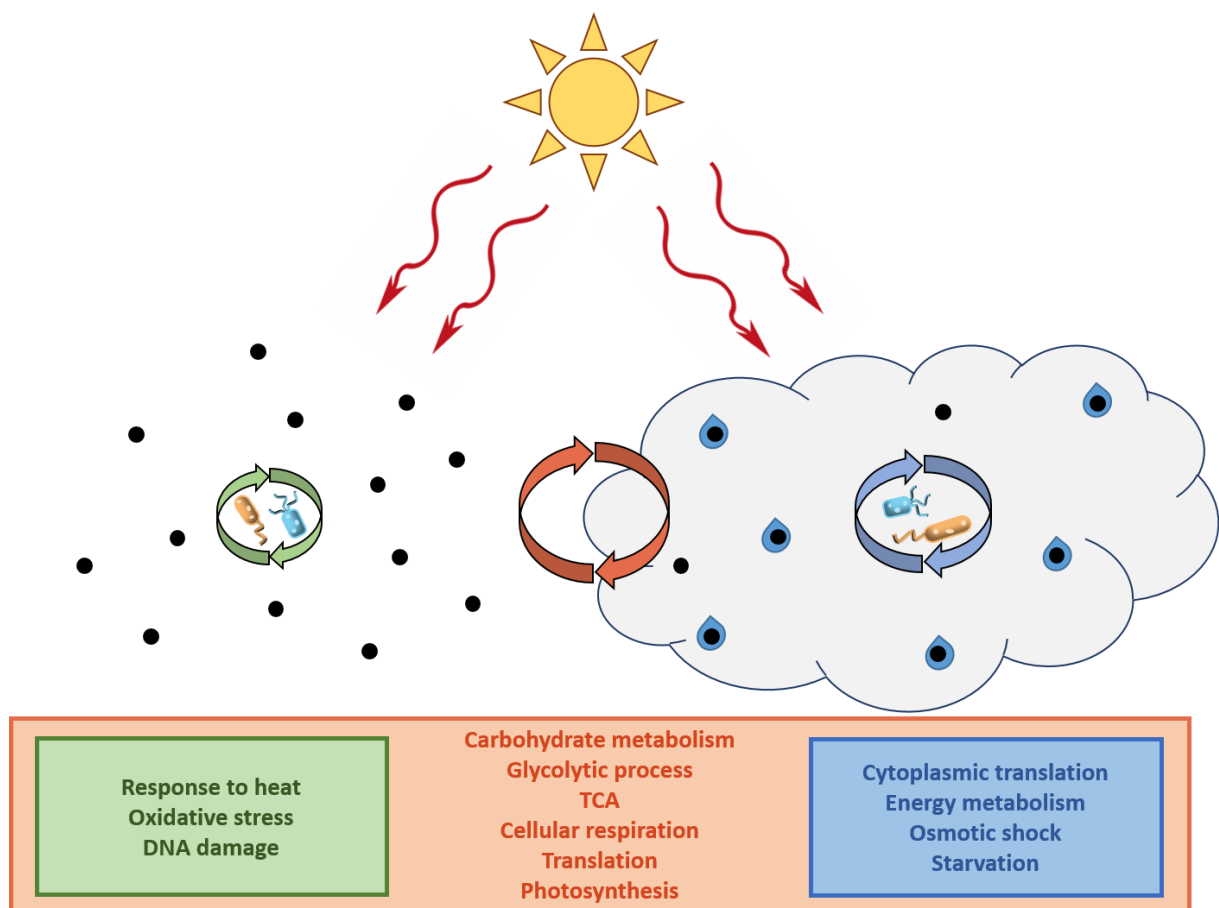 Response to heat
Oxidative stress
DNA damage
Carbohydrate metabolism
Glycolytic process
TCA
Cellular respiration
Translation
Photosynthesis
Cytoplasmic translation
Energy metabolism
Osmotic shock
Starvation